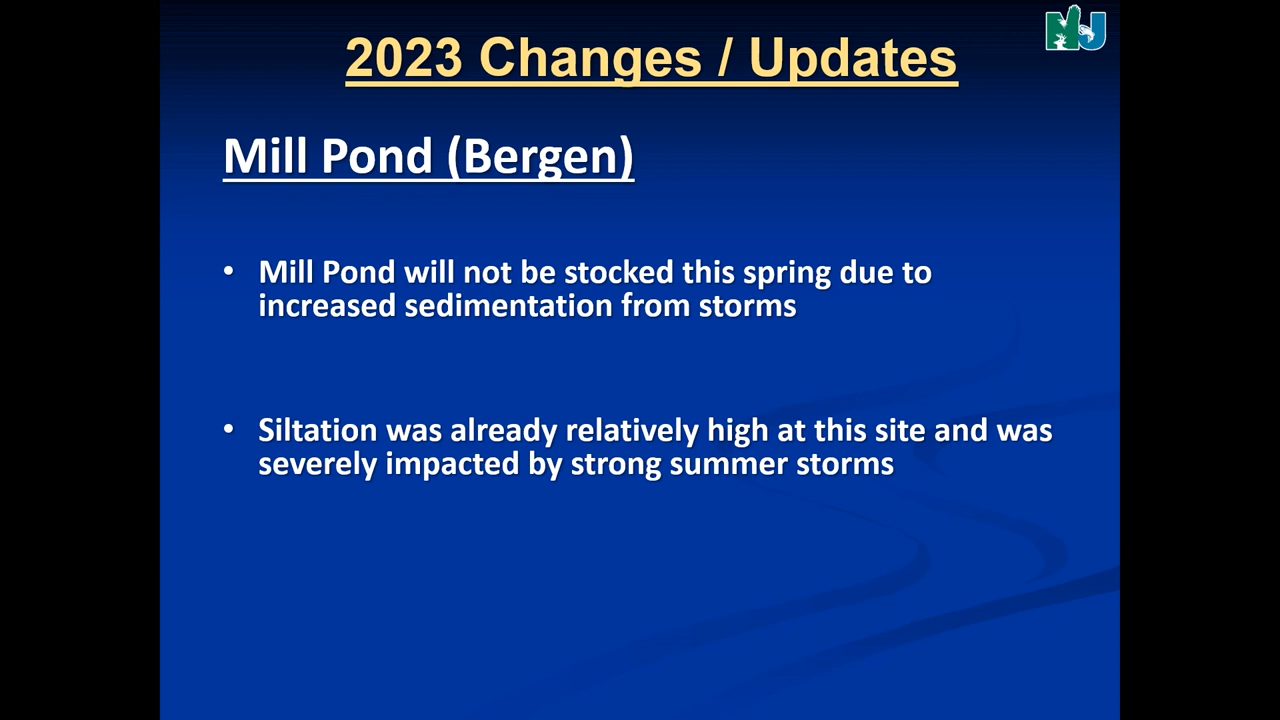 2023 Changes / Updates
NJ
Mill Pond (Bergen)
• Mill Pond will not be stocked this spring due to
increased sedimentation from storms
• Siltation was already relatively high at this site and was
severely impacted by strong summer storms